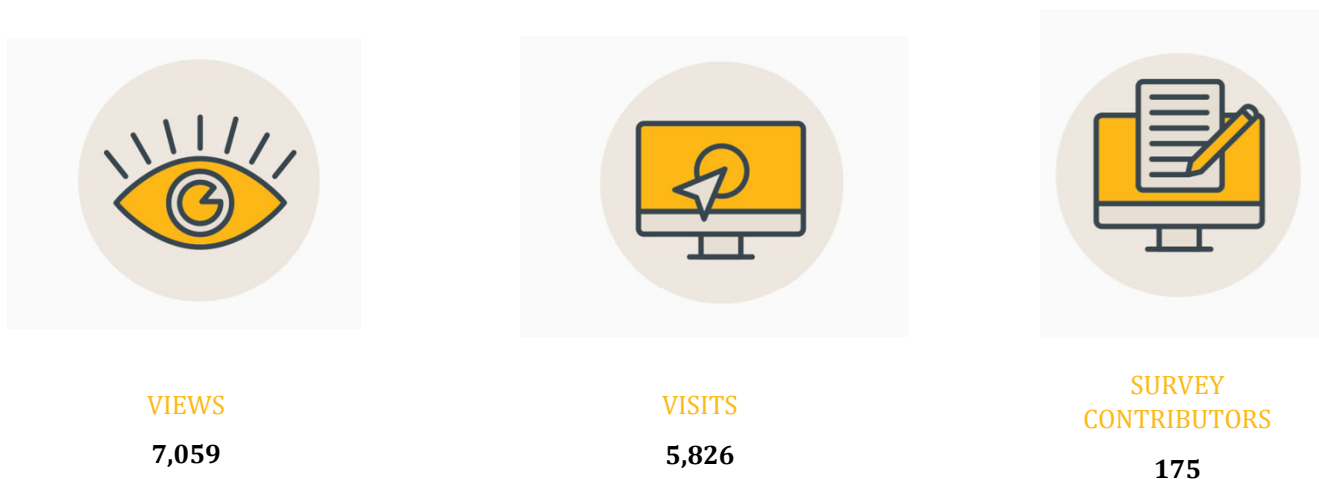 VIEWS
7,059
VISITS
5,826
SURVEY
CONTRIBUTORS
175